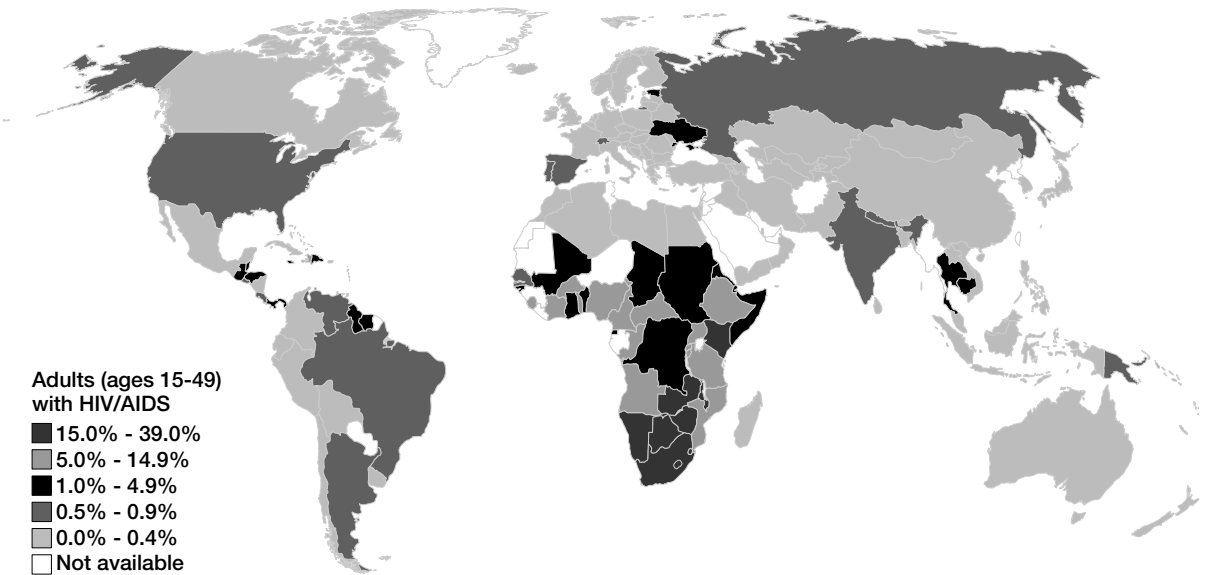 Adults (ages 15-49)
with HIV/AIDS
15.0% - 39.0%
5.0% - 14.9%
1.0% - 4.9%
0.5% - 0.9%
0.0% - 0.4%
Not available